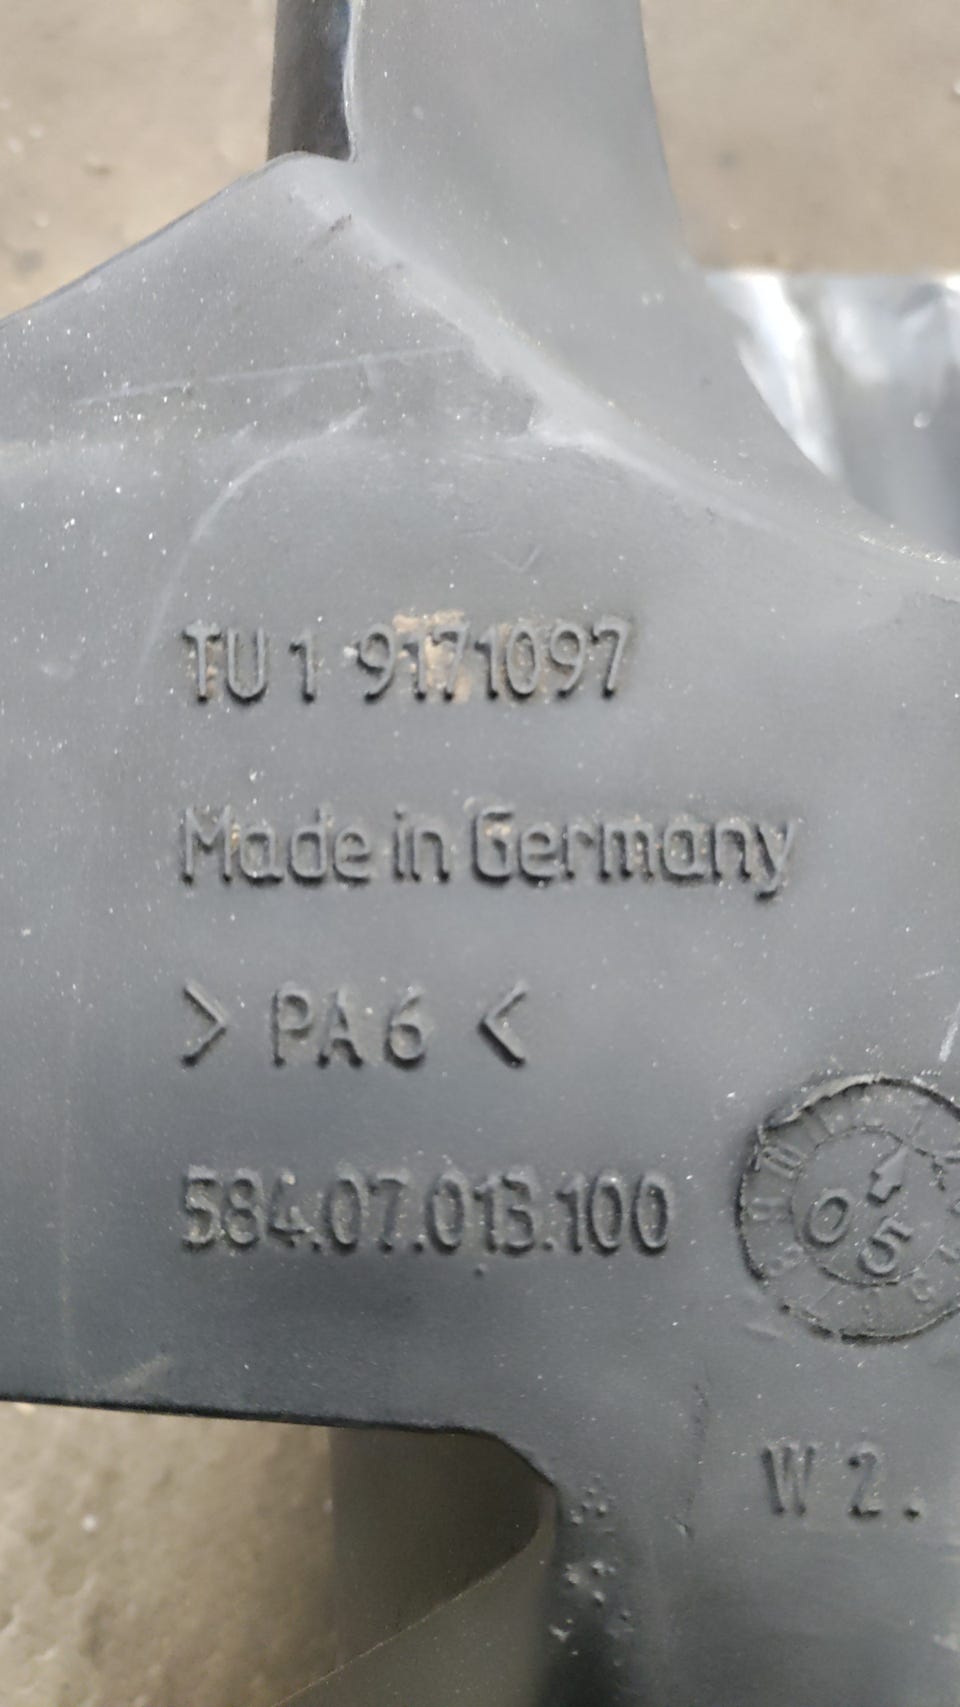 TU 1 9171097
Made in Germany
> PA 6 <
584.07.013.100
05
W 2.